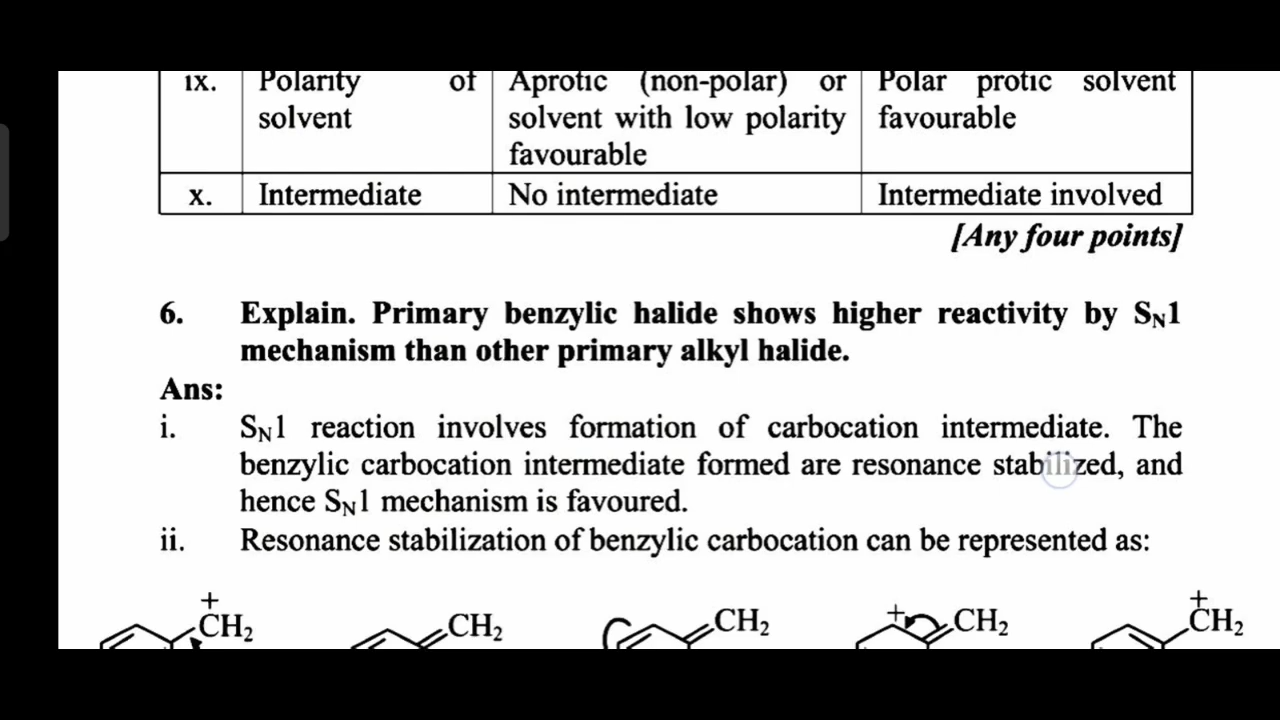 ix. Polarity of Aprotic (non-polar) or Polar protic solvent
solvent solvent with low polarity favourable
favourable
x. Intermediate No intermediate Intermediate involved
[Any four points]
6. Explain. Primary benzylic halide shows higher reactivity by SN1
mechanism than other primary alkyl halide.
Ans:
i. SN1 reaction involves formation of carbocation intermediate. The
benzylic carbocation intermediate formed are resonance stabilized, and
hence SN1 mechanism is favoured.
ii. Resonance stabilization of benzylic carbocation can be represented as:
+ +
CH2 CH2 CH2 + CH2 CH2